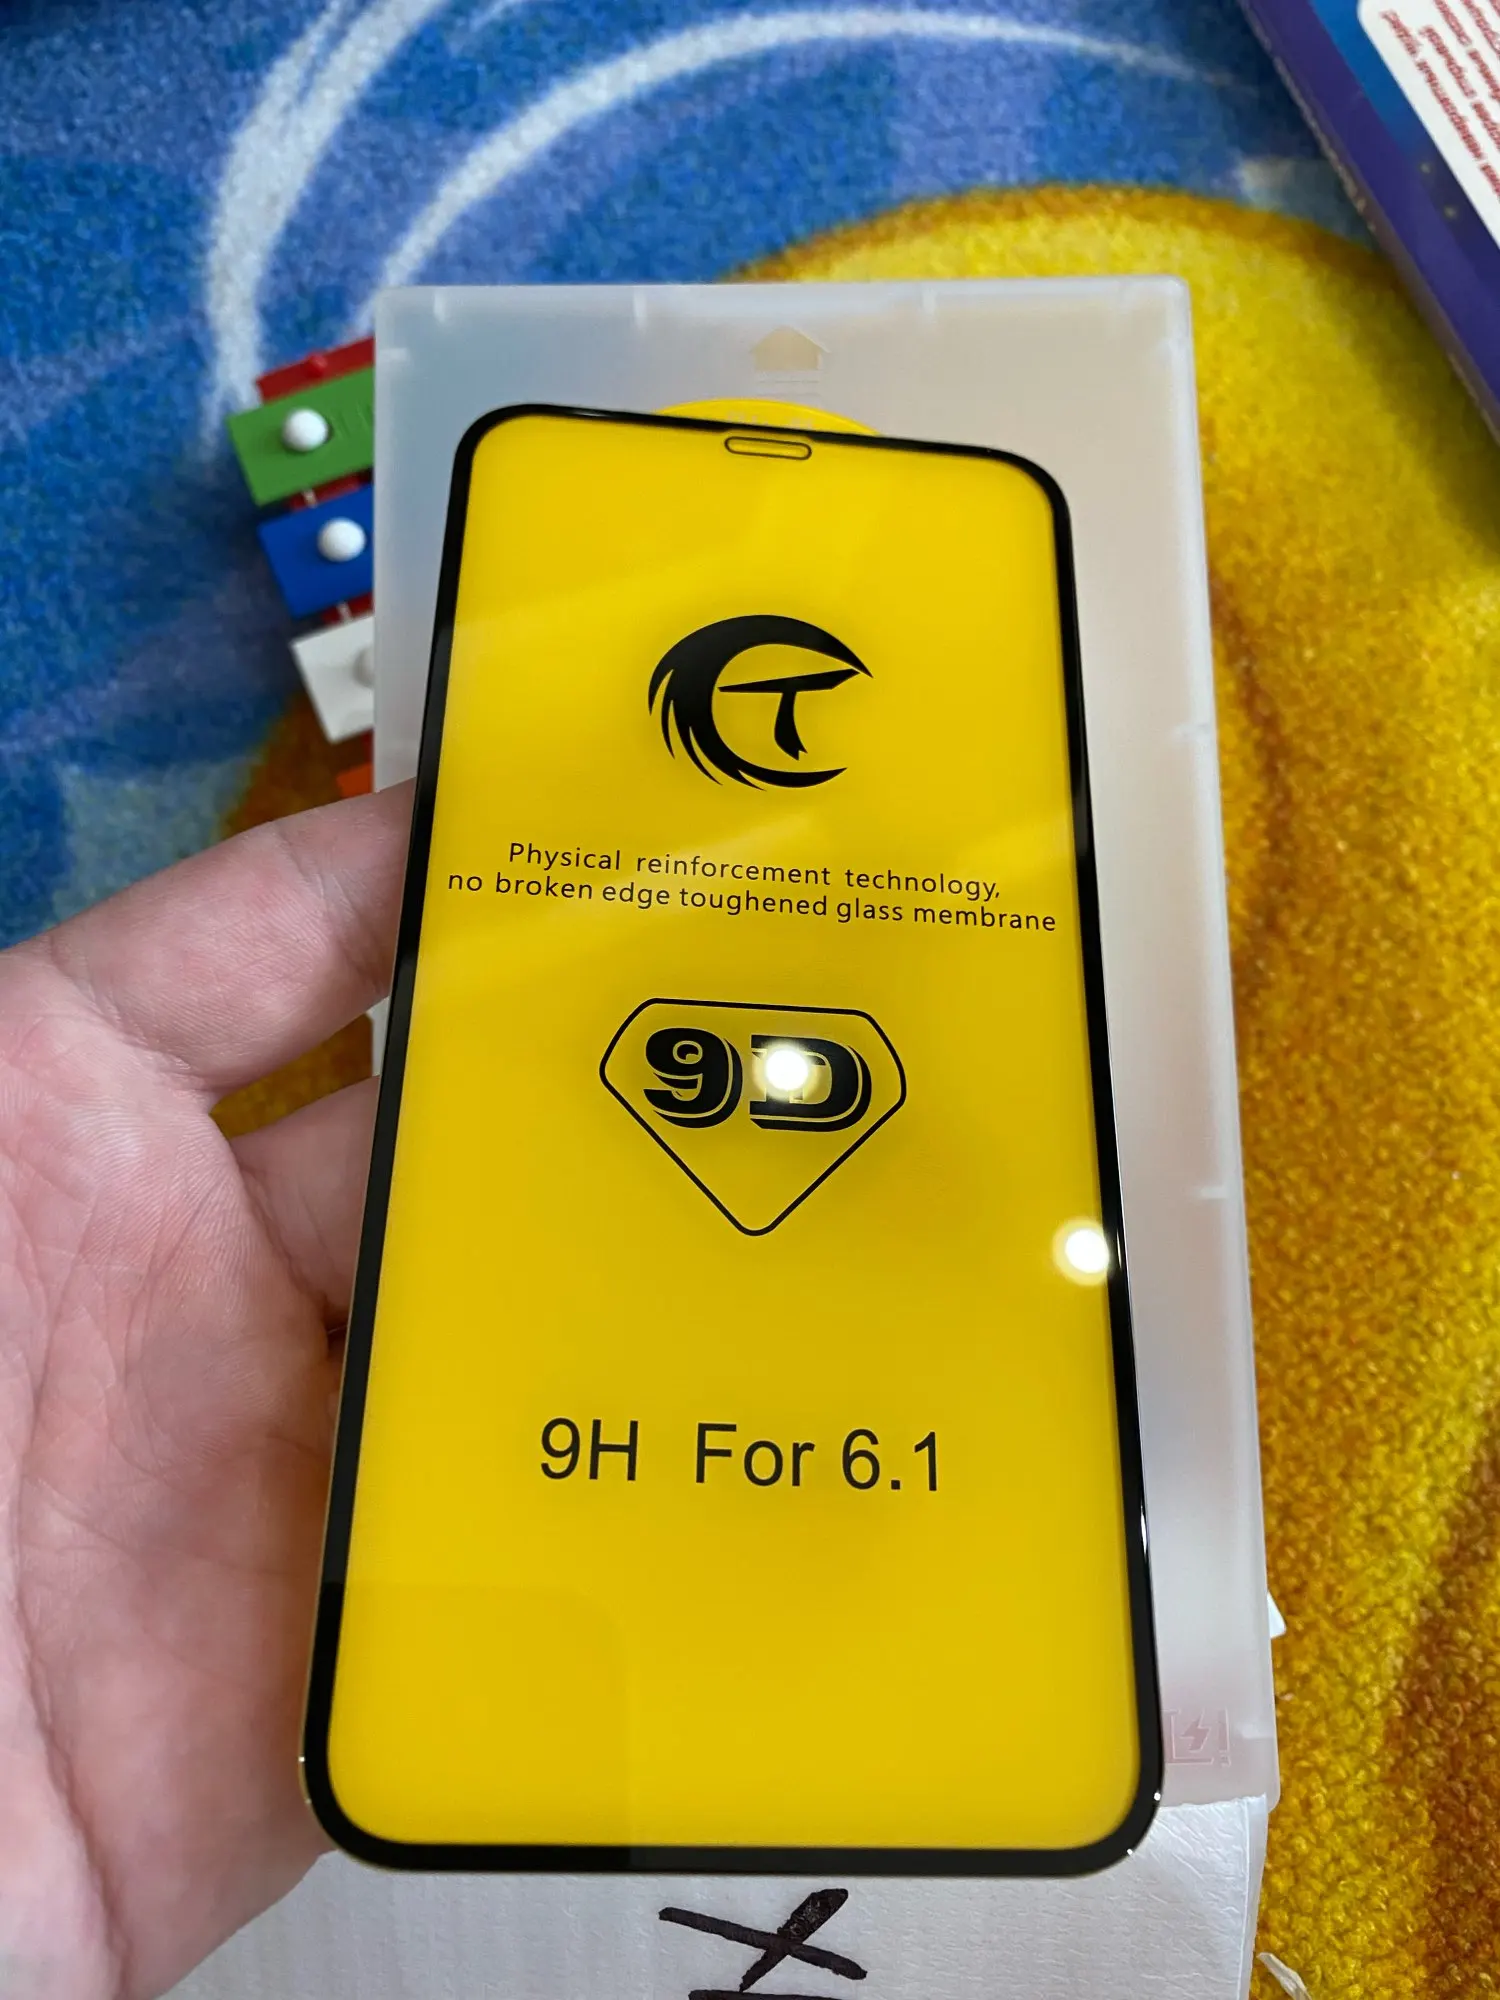 Physical reinforcement technology,
no broken edge toughened glass membrane
9D
9H For 6.1
X